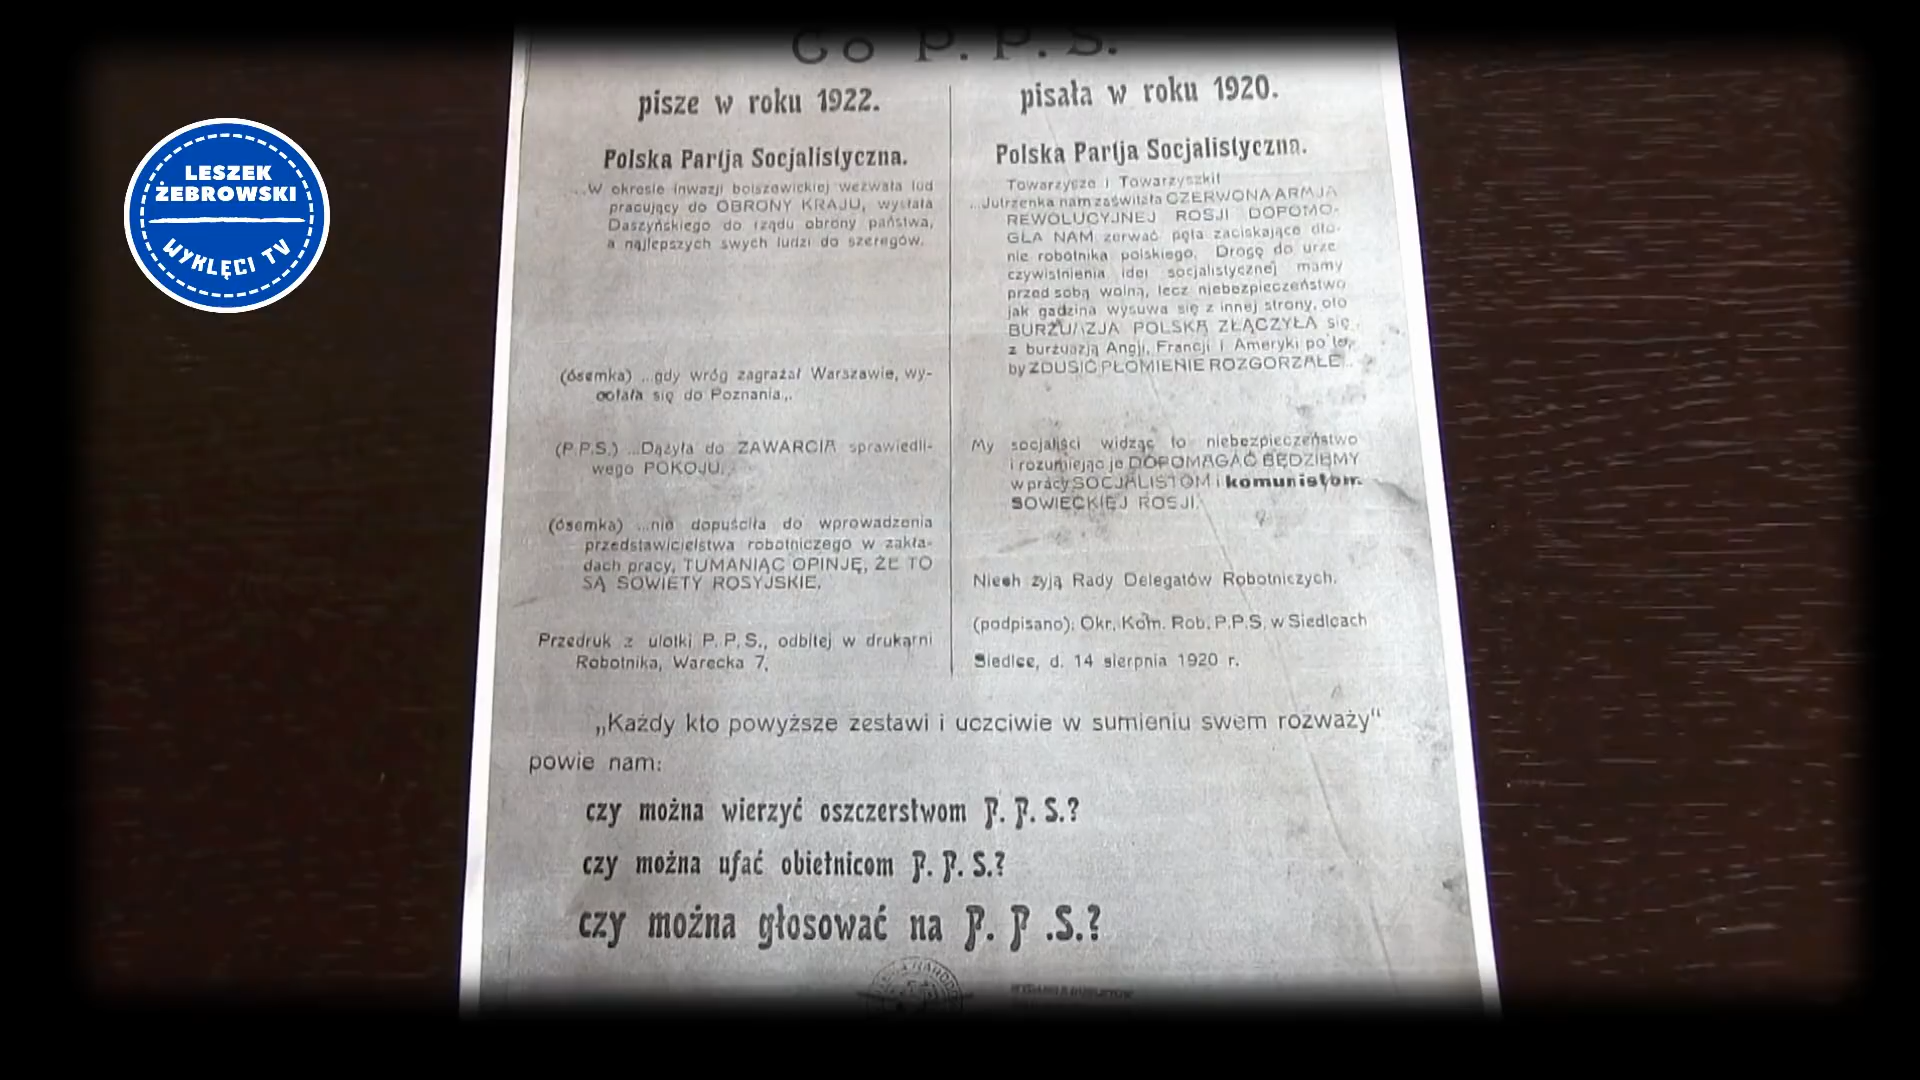 LESZEK
ŻEBROWSKI
WYKLĘCI TV
Co P. P. S.
pisze w roku 1922.
Polska Partja Socjalistyczna.
...W okresie inwazji bolszewickiej wezwała lud
pracujący do OBRONY KRAJU, wysłała
Daszyńskiego do rządu obrony państwa,
a najlepszych swych ludzi do szeregów.
(ósemka) ...gdy wróg zagrażał Warszawie, wy-
cofała się do Poznania..
(P.P.S.) ...Dążyła do ZAWARCIA sprawiedli-
wego POKOJU.
(ósemka) ...nie dopuściła do wprowadzenia
przedstawicielstwa robotniczego w zakła-
dach pracy, TUMANIĄC OPINJĘ, ŻE TO
SĄ SOWIETY ROSYJSKIE.
Przedruk z ulotki P. P. S., odbitej w drukarni
Robotnika, Warecka 7.
pisała w roku 1920.
Polska Partja Socjalistyczna.
Towarzysze i Towarzyszki!
...Jutrzenka nam zaświtała CZERWONA ARMJA
REWOLUCYJNEJ ROSJI DOPOMO-
GŁA NAM zerwać pęta zaciskające dło-
nie robotnika polskiego. Drogę do urze
czywistnienia idei socjalistycznej mamy
przed sobą wolną, lecz niebezpieczeństwo
jak gadzina wysuwa się z innej strony, oto
BURŻUAZJA POLSKA ZŁĄCZYŁA się
z burżuazją Anglji, Francji i Ameryki po to,
by ZDUSIĆ PŁOMIENIE ROZGORZAŁE...
My socjaliści widząc to niebezpieczeństwo
i rozumiejąc je DOPOMAGAĆ BĘDZIEMY
w pracy SOCJALISTOM i komunistom
SOWIECKIEJ ROSJI.
Niech żyją Rady Delegatów Robotniczych.
(podpisano): Okr. Kom. Rob. P.P.S. w Siedlcach
Siedlce, d. 14 sierpnia 1920 r.
„Każdy kto powyższe zestawi i uczciwie w sumieniu swem rozważy“
powie nam:
czy można wierzyć oszczerstwom P. P. S.?
czy można ufać obietnicom P. P. S.?
czy można głosować na P. P .S.?